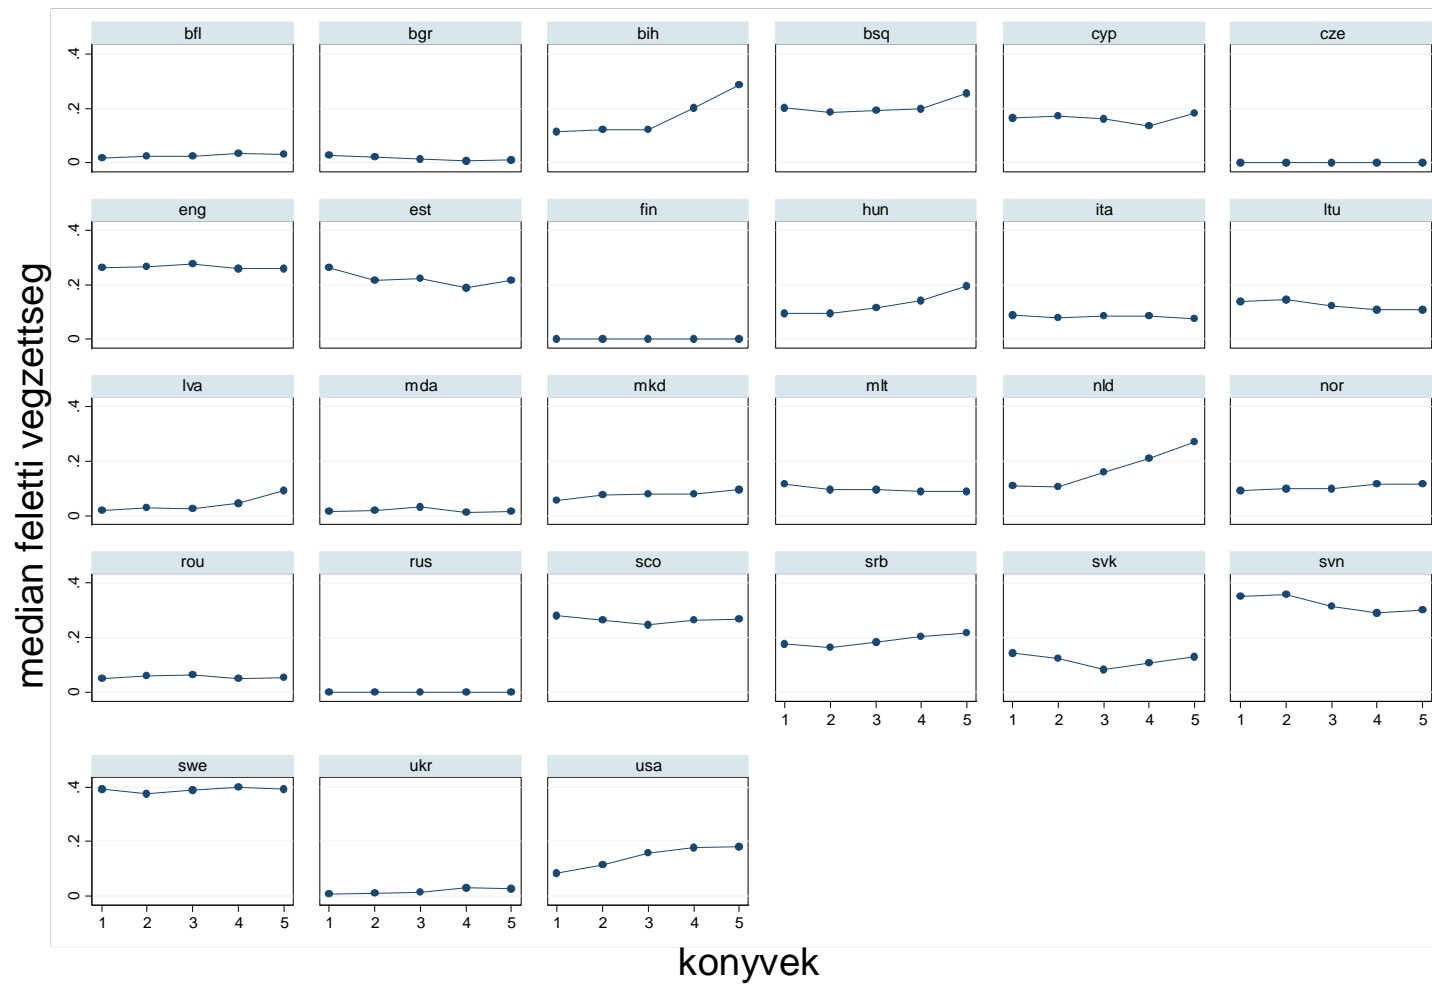 bfl bgr bih bsq cyp cze
.4
.2
0
eng est fin hun ita ltu
.4
.2
0
lva mda mkd mlt nld nor
.4
.2
0
rou rus sco srb svk svn
.4
.2
0
1 2 3 4 5 1 2 3 4 5 1 2 3 4 5
swe ukr usa
.4
.2
0
1 2 3 4 5 1 2 3 4 5 1 2 3 4 5
median feletti vegzettseg
konyvek